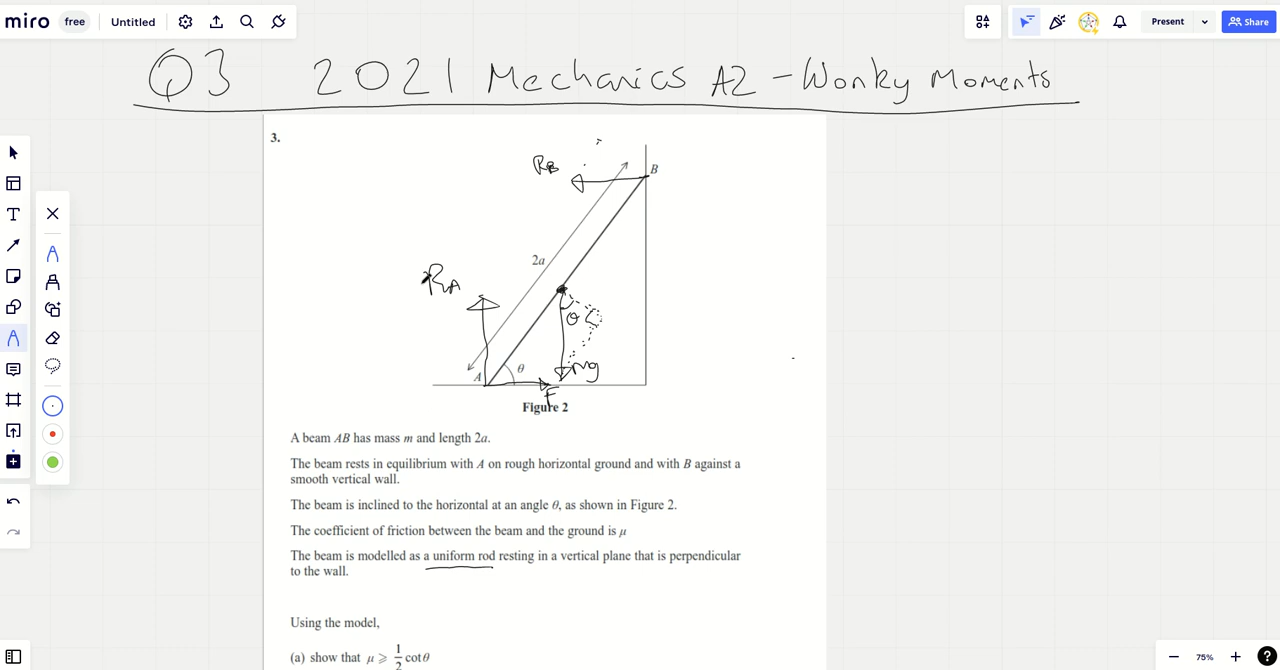 miro free Untitled Present Share
Q3 2021 Mechanics A2 - Wonky Moments
3.
RB
B
2a
RA
θ
mg
A
θ
F
Figure 2
A beam AB has mass m and length 2a.
The beam rests in equilibrium with A on rough horizontal ground and with B against a
smooth vertical wall.
The beam is inclined to the horizontal at an angle θ, as shown in Figure 2.
The coefficient of friction between the beam and the ground is μ
The beam is modelled as a uniform rod resting in a vertical plane that is perpendicular
to the wall.
Using the model,
(a) show that μ ⩾ 1/2 cot θ
75%